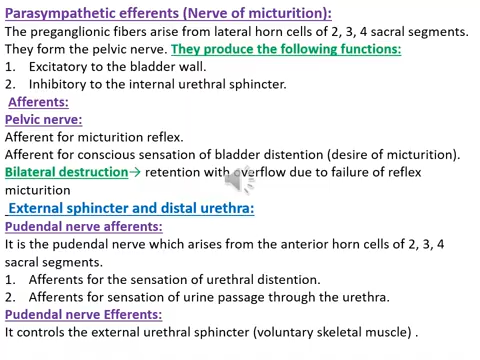 Parasympathetic efferents (Nerve of micturition):
The preganglionic fibers arise from lateral horn cells of 2, 3, 4 sacral segments.
They form the pelvic nerve. They produce the following functions:
1. Excitatory to the bladder wall.
2. Inhibitory to the internal urethral sphincter.
Afferents:
Pelvic nerve:
Afferent for micturition reflex.
Afferent for conscious sensation of bladder distention (desire of micturition).
Bilateral destruction→ retention with overflow due to failure of reflex
micturition
External sphincter and distal urethra:
Pudendal nerve afferents:
It is the pudendal nerve which arises from the anterior horn cells of 2, 3, 4
sacral segments.
1. Afferents for the sensation of urethral distention.
2. Afferents for sensation of urine passage through the urethra.
Pudendal nerve Efferents:
It controls the external urethral sphincter (voluntary skeletal muscle) .